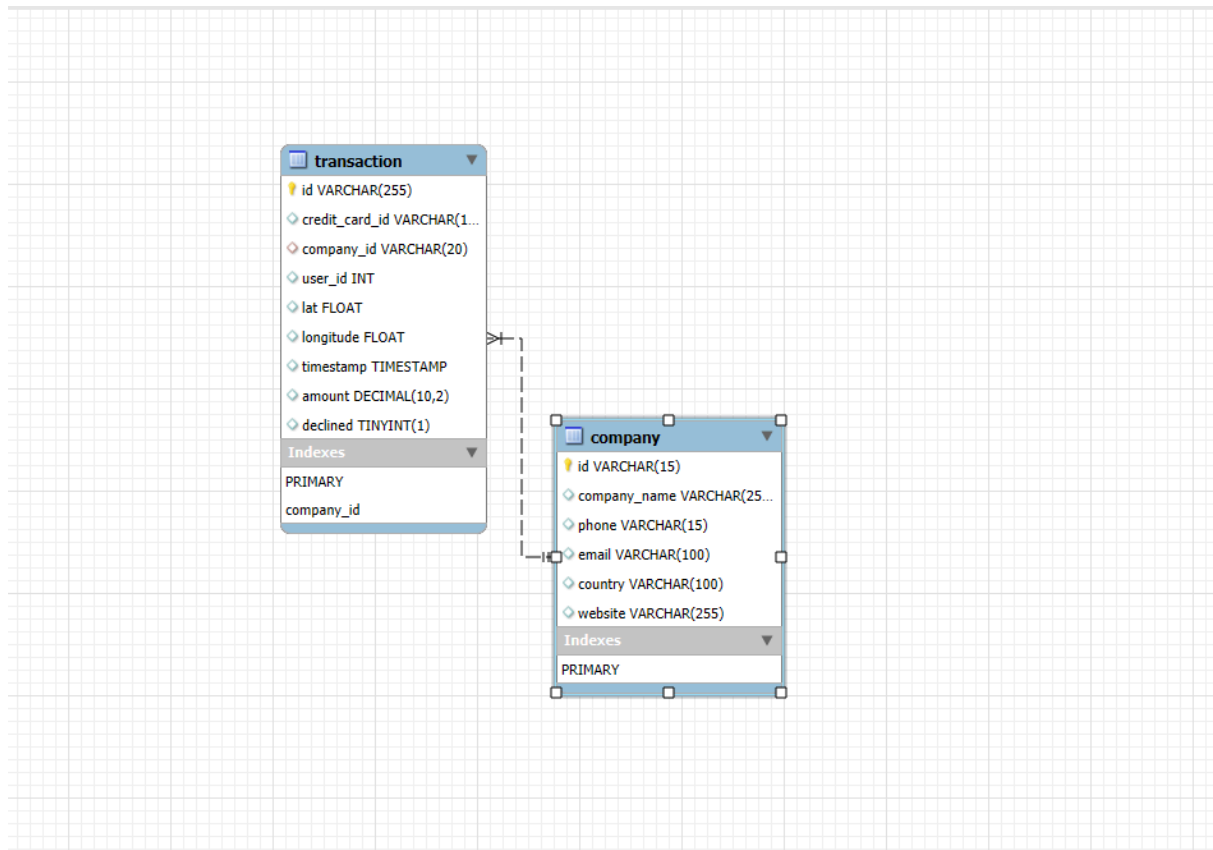 transaction
id VARCHAR(255)
credit_card_id VARCHAR(1...
company_id VARCHAR(20)
user_id INT
lat FLOAT
longitude FLOAT
timestamp TIMESTAMP
amount DECIMAL(10,2)
declined TINYINT(1)
Indexes
PRIMARY
company_id
company
id VARCHAR(15)
company_name VARCHAR(25...
phone VARCHAR(15)
email VARCHAR(100)
country VARCHAR(100)
website VARCHAR(255)
Indexes
PRIMARY